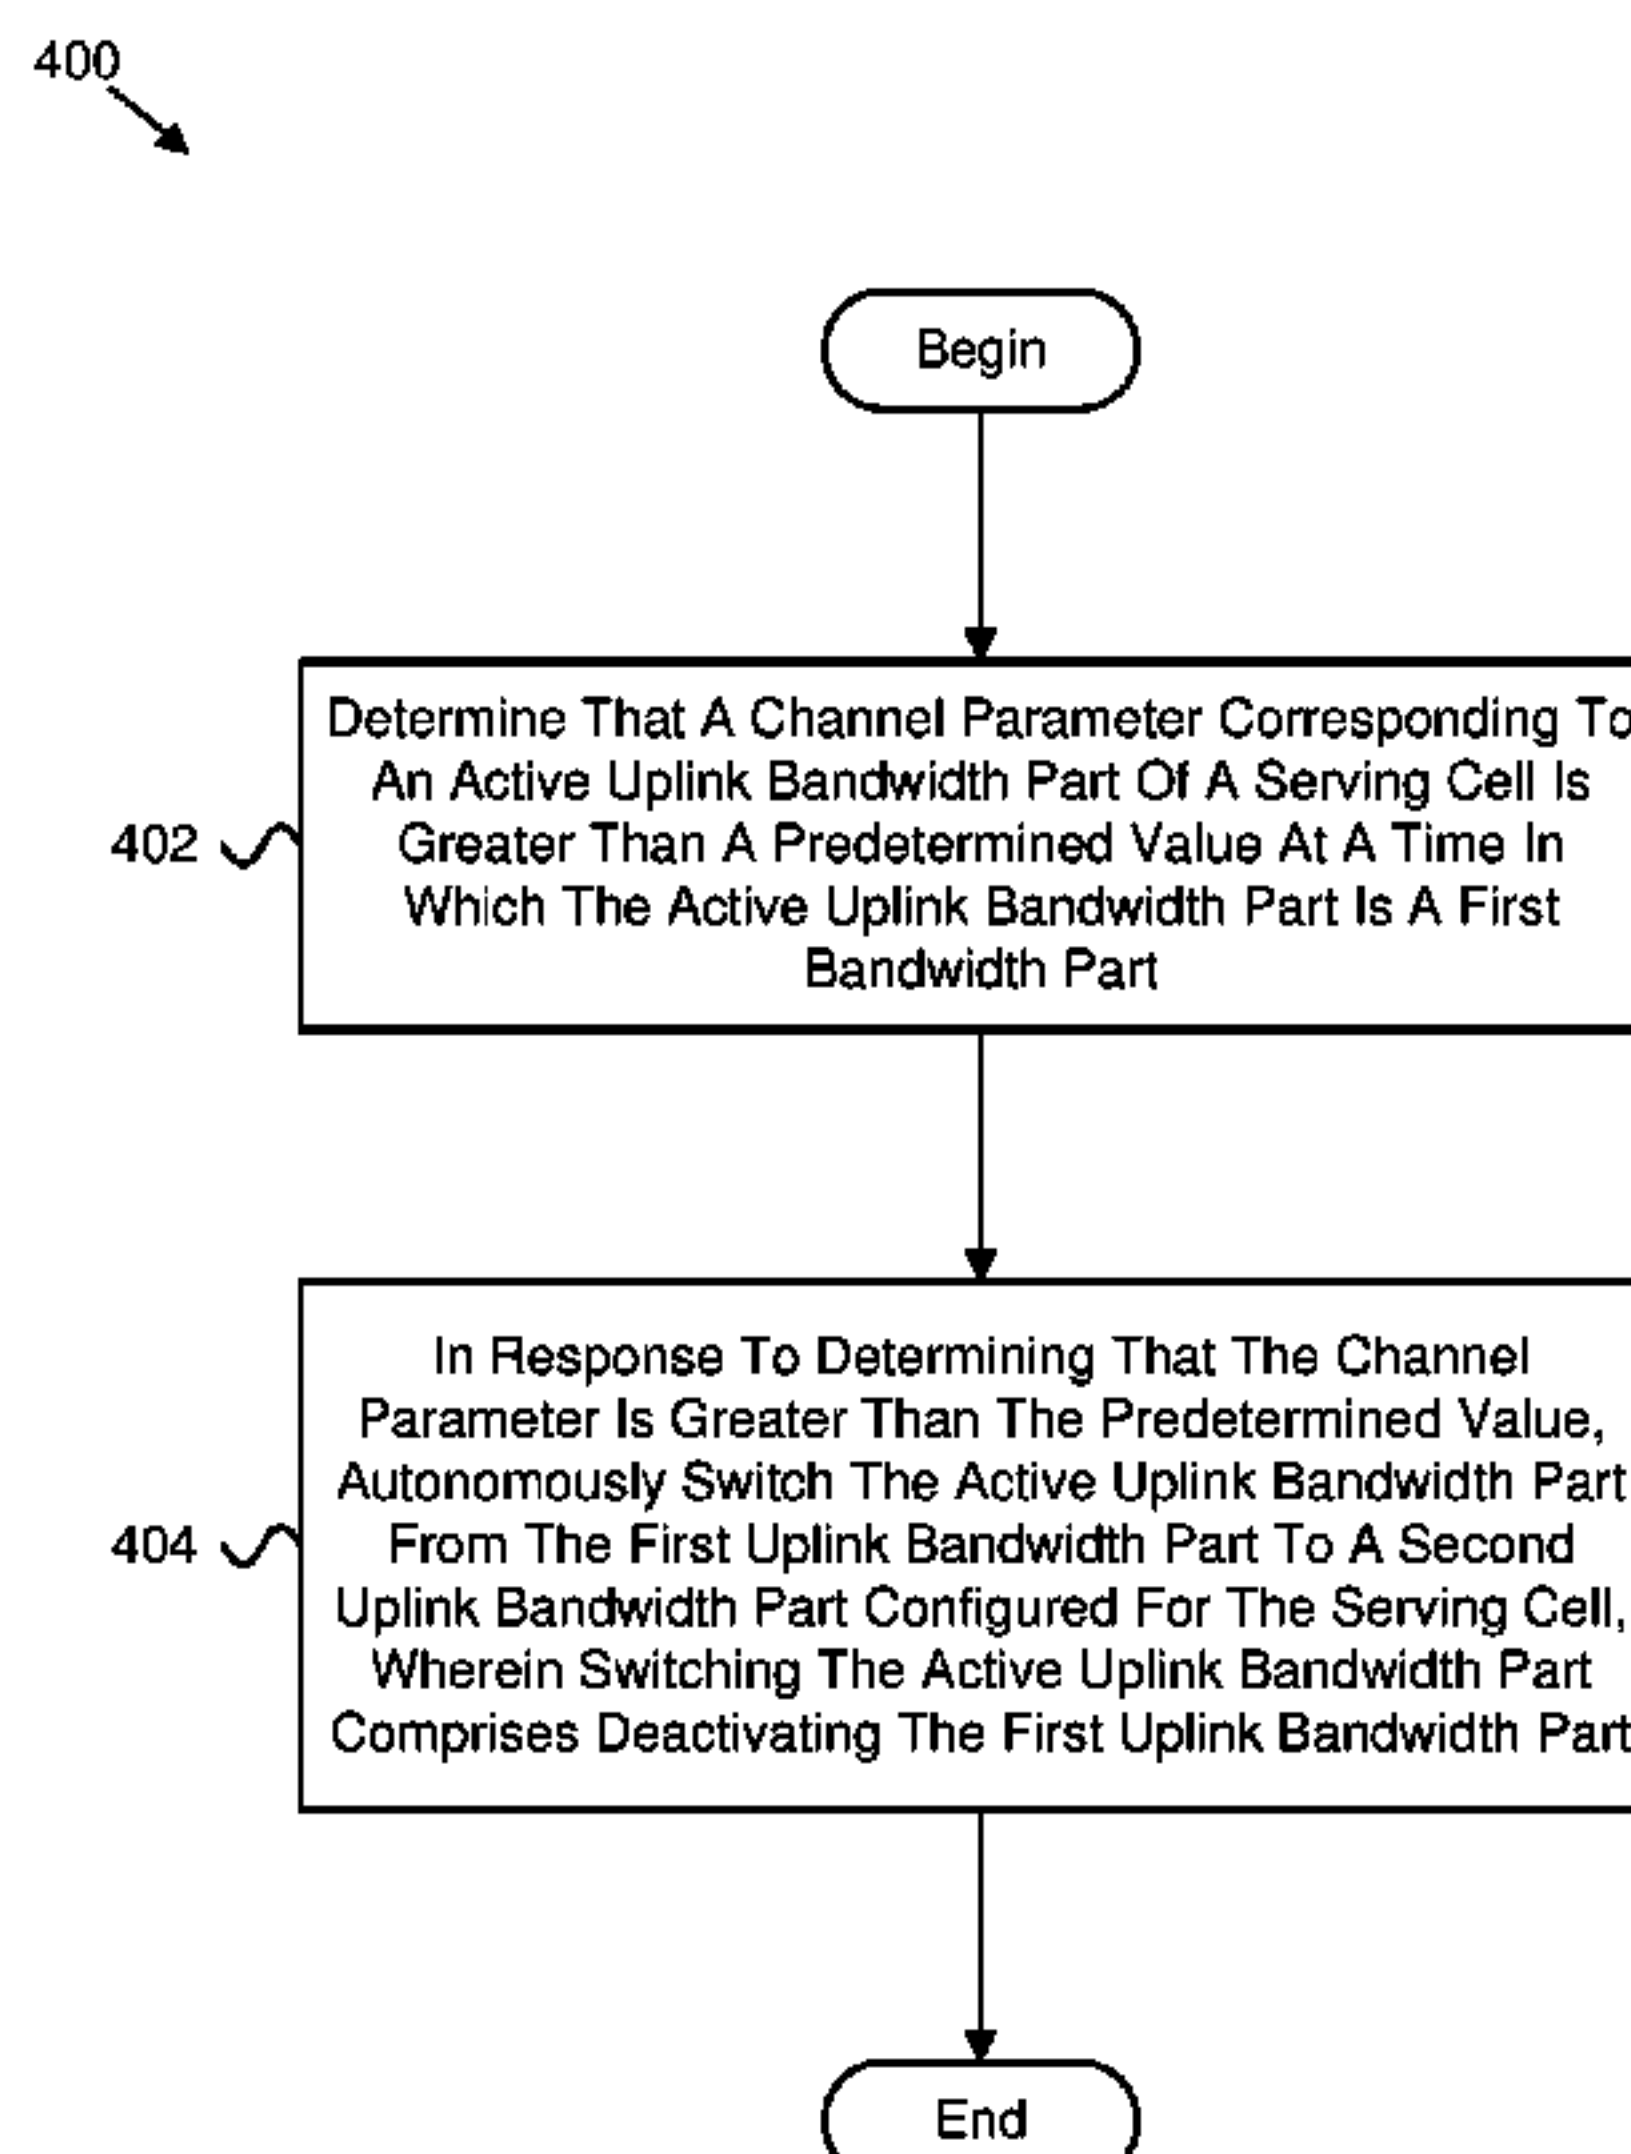 400
Begin
Determine That A Channel Parameter Corresponding To
An Active Uplink Bandwidth Part Of A Serving Cell Is
Greater Than A Predetermined Value At A Time In
Which The Active Uplink Bandwidth Part Is A First
Bandwidth Part
402
In Response To Determining That The Channel
Parameter Is Greater Than The Predetermined Value,
Autonomously Switch The Active Uplink Bandwidth Part
From The First Uplink Bandwidth Part To A Second
Uplink Bandwidth Part Configured For The Serving Cell,
Wherein Switching The Active Uplink Bandwidth Part
Comprises Deactivating The First Uplink Bandwidth Part
404
End